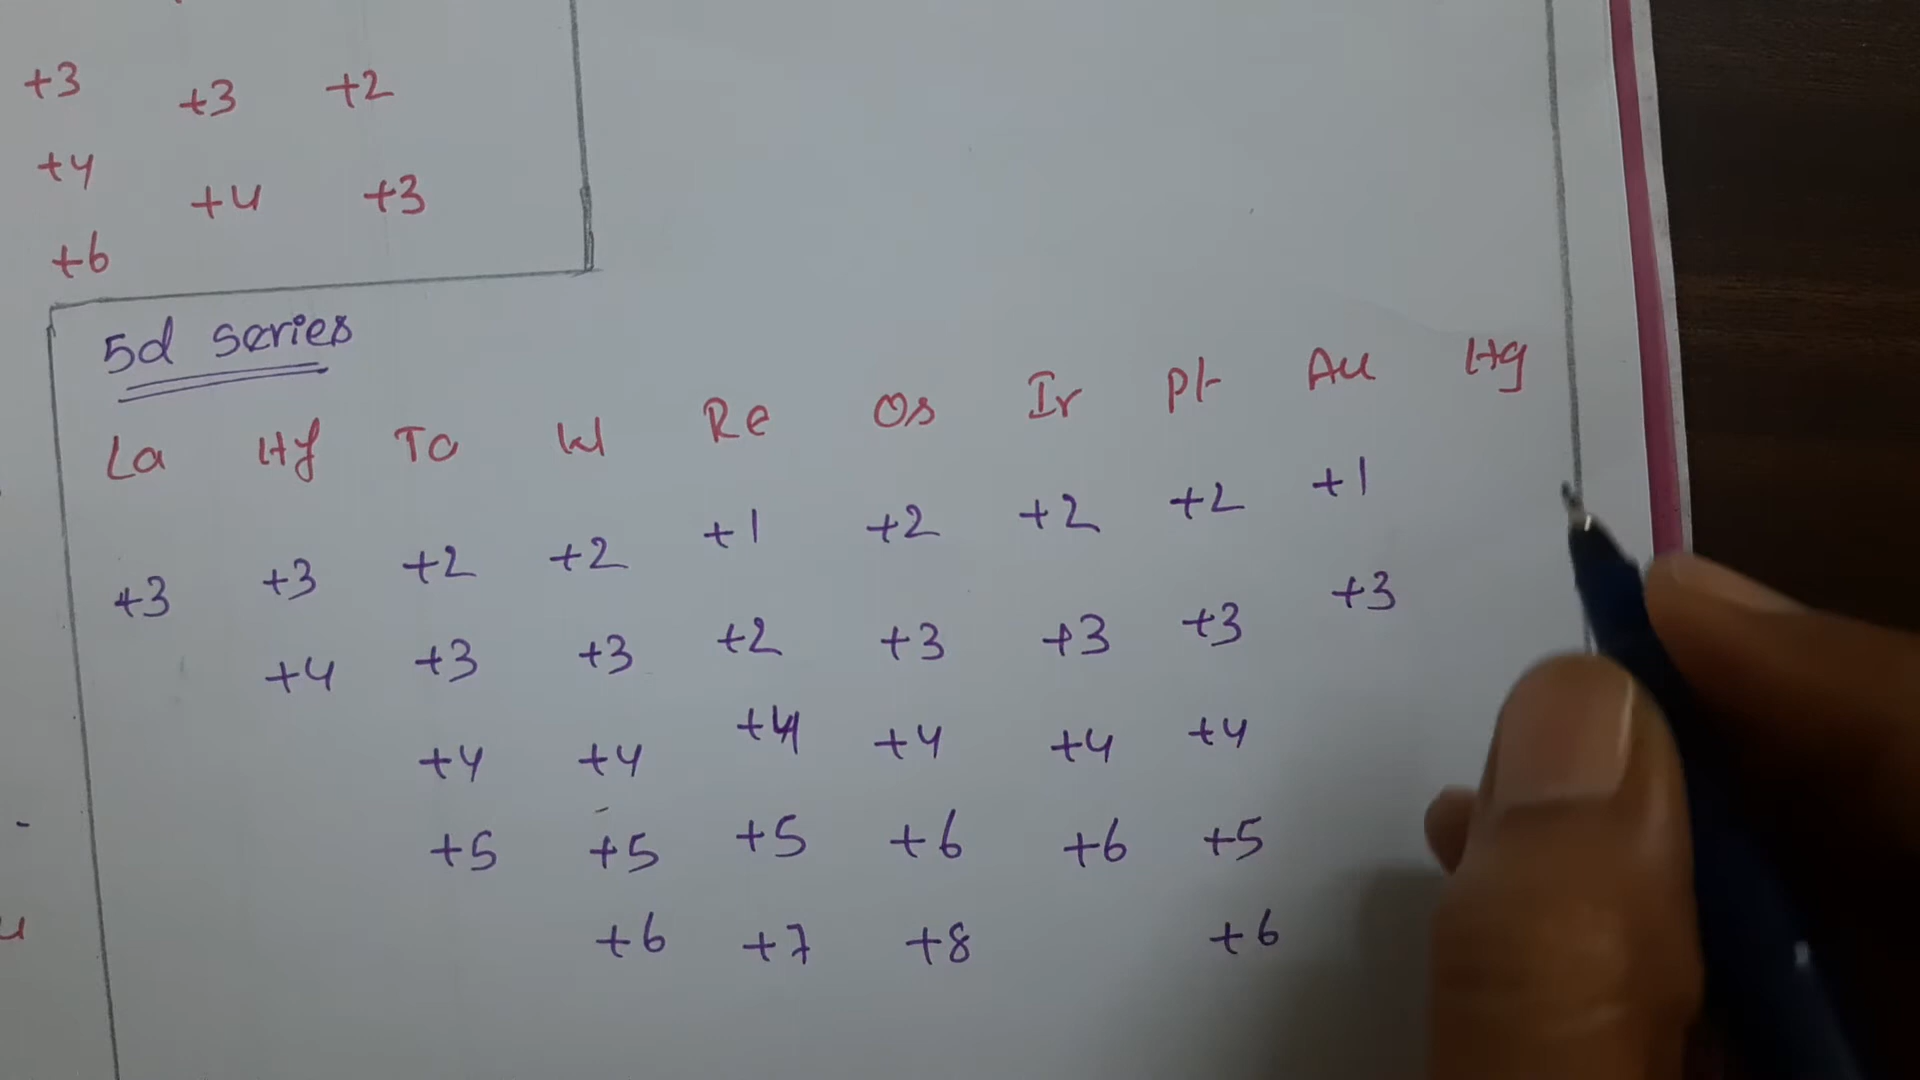 +3 +3 +2
+4 +4 +3
+6
5d series
La Hf Ta W Re Os Ir Pt Au Hg
+3 +3 +2 +2 +1 +2 +2 +2 +1
+4 +3 +3 +2 +3 +3 +3 +3
+4 +4 +4 +4 +4 +4
+5 +5 +5 +6 +6 +5
+6 +7 +8 +6